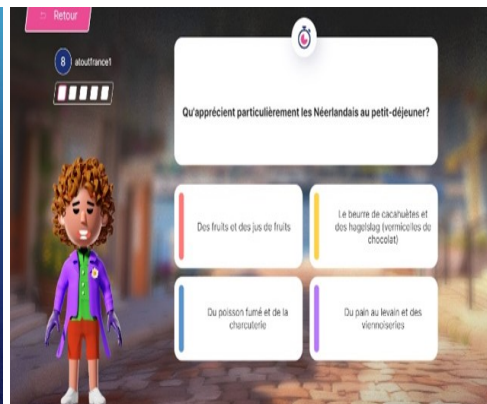 Retour
8 atoutfrance1
Qu'apprécient particulièrement les Néerlandais au petit-déjeuner?
Des fruits et des jus de fruits
Le beurre de cacahuètes et
des hagelslag (vermicelles de
chocolat)
Du poisson fumé et de la
charcuterie
Du pain au levain et des
viennoiseries